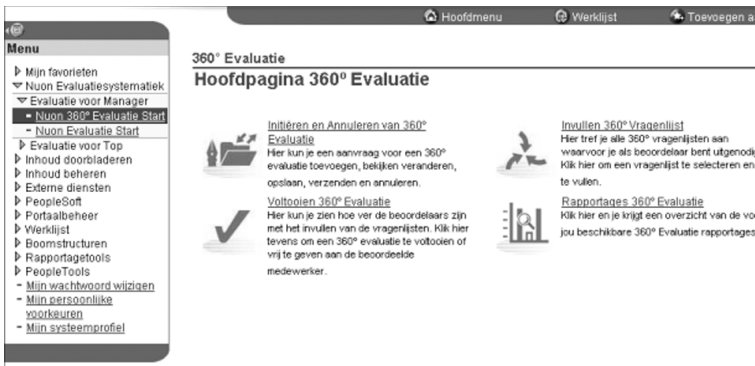 Hoofdmenu Werklijst Toevoegen a
Menu
Mijn favorieten
Nuon Evaluatiesystematiek
Evaluatie voor Manager
- Nuon 360° Evaluatie Start
- Nuon Evaluatie Start
Evaluatie voor Top
Inhoud doorbladeren
Inhoud beheren
Externe diensten
PeopleSoft
Portaalbeheer
Werklijst
Boomstructuren
Rapportagetools
PeopleTools
- Mijn wachtwoord wijzigen
- Mijn persoonlijke
voorkeuren
- Mijn systeemprofiel
360° Evaluatie
Hoofdpagina 360° Evaluatie
Initiëren en Annuleren van 360°
Evaluatie
Hier kun je een aanvraag voor een 360°
evaluatie toevoegen, bekijken veranderen,
opslaan, verzenden en annuleren.
Invullen 360° Vragenlijst
Hier tref je alle 360° vragenlijsten aan
waarvoor je als beoordelaar bent uitgenodi
Klik hier om een vragenlijst te selecteren en
te vullen.
Voltooien 360° Evaluatie
Hier kun je zien hoe ver de beoordelaars zijn
met het invullen van de vragenlijsten. Klik hier
tevens om een 360° evaluatie te voltooien of
vrij te geven aan de beoordeelde
medewerker.
Rapportages 360° Evaluatie
Klik hier en je krijgt een overzicht van de vo
jou beschikbare 360° Evaluatie rapportages